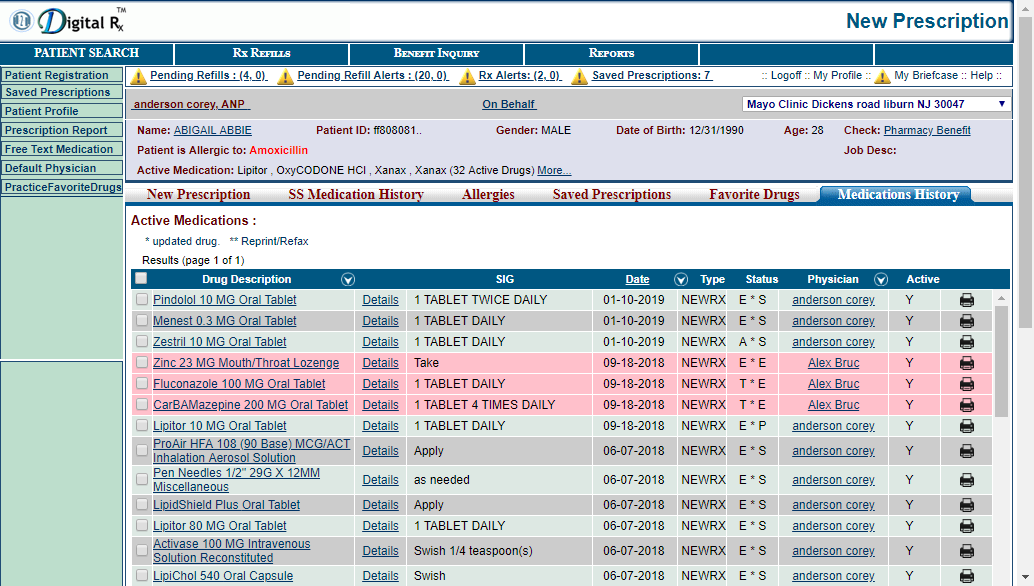 Digital Rx TM
New Prescription
PATIENT SEARCH Rx REFILLS BENEFIT INQUIRY REPORTS
Patient Registration
Saved Prescriptions
Patient Profile
Prescription Report
Free Text Medication
Default Physician
PracticeFavoriteDrugs
Pending Refills : (4, 0) Pending Refill Alerts : (20, 0) Rx Alerts: (2, 0) Saved Prescriptions: 7 :: Logoff :: My Profile :: My Briefcase :: Help ::
anderson corey, ANP On Behalf Mayo Clinic Dickens road liburn NJ 30047
Name: ABIGAIL ABBIE Patient ID: ff808081.. Gender: MALE Date of Birth: 12/31/1990 Age: 28 Check: Pharmacy Benefit
Patient is Allergic to: Amoxicillin Job Desc:
Active Medication: Lipitor , OxyCODONE HCl , Xanax , Xanax (32 Active Drugs) More...
New Prescription SS Medication History Allergies Saved Prescriptions Favorite Drugs Medications History
Active Medications :
* updated drug. ** Reprint/Refax
Results (page 1 of 1)
Drug Description SIG Date Type Status Physician Active
Pindolol 10 MG Oral Tablet Details 1 TABLET TWICE DAILY 01-10-2019 NEWRX E * S anderson corey Y
Menest 0.3 MG Oral Tablet Details 1 TABLET DAILY 01-10-2019 NEWRX E * S anderson corey Y
Zestril 10 MG Oral Tablet Details 1 TABLET DAILY 01-10-2019 NEWRX A * S anderson corey Y
Zinc 23 MG Mouth/Throat Lozenge Details Take 09-18-2018 NEWRX E * E Alex Bruc Y
Fluconazole 100 MG Oral Tablet Details 1 TABLET DAILY 09-18-2018 NEWRX T * E Alex Bruc Y
CarBAMazepine 200 MG Oral Tablet Details 1 TABLET 4 TIMES DAILY 09-18-2018 NEWRX T * E Alex Bruc Y
Lipitor 10 MG Oral Tablet Details 1 TABLET DAILY 09-18-2018 NEWRX E * P anderson corey Y
ProAir HFA 108 (90 Base) MCG/ACT
Inhalation Aerosol Solution Details Apply 06-07-2018 NEWRX E * S anderson corey Y
Pen Needles 1/2" 29G X 12MM
Miscellaneous Details as needed 06-07-2018 NEWRX E * S anderson corey Y
LipidShield Plus Oral Tablet Details Apply 06-07-2018 NEWRX E * S anderson corey Y
Lipitor 80 MG Oral Tablet Details 1 TABLET DAILY 06-07-2018 NEWRX E * S anderson corey Y
Activase 100 MG Intravenous
Solution Reconstituted Details Swish 1/4 teaspoon(s) 06-07-2018 NEWRX E * S anderson corey Y
LipiChol 540 Oral Capsule Details Swish 06-07-2018 NEWRX E * S anderson corey Y